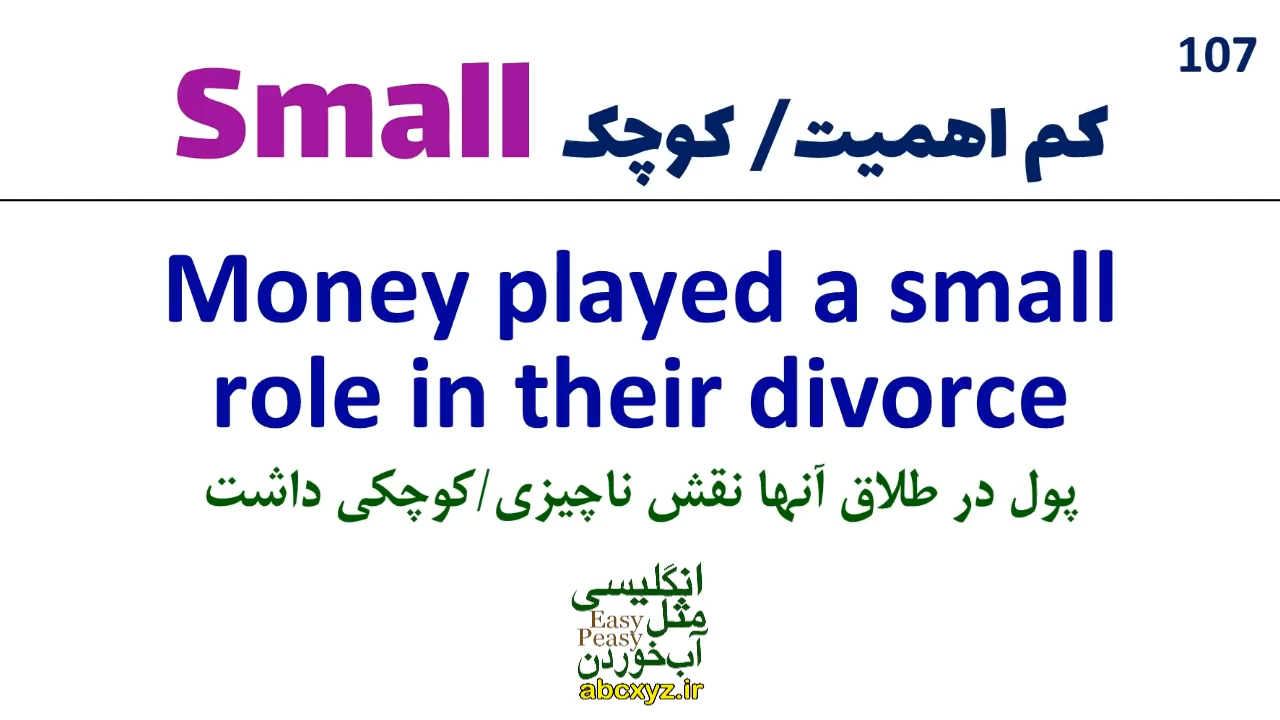 107
Small کم اهمیت/ کوچک
Money played a small
role in their divorce
پول در طلاق آنها نقش ناچیزی/کوچکی داشت
انگلیسی
مثل Easy
Peasy
آب‌خوردن
abcxyz.ir